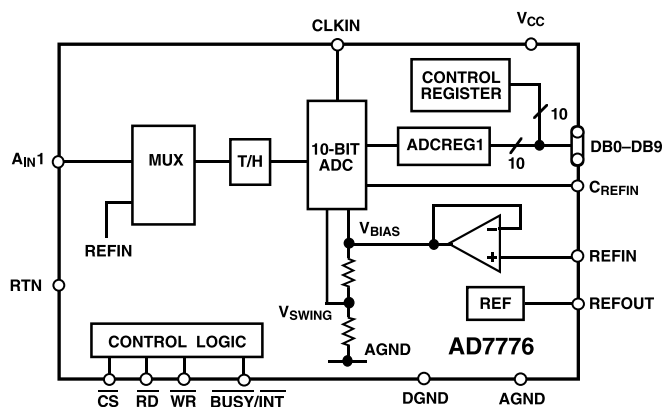 CLKIN
VCC
CONTROL
REGISTER
10
AIN1
MUX
T/H
10-BIT
ADC
ADCREG1
10
DB0–DB9
CREFIN
REFIN
VBIAS
REFIN
RTN
VSWING
REF
REFOUT
CONTROL LOGIC
AGND
AD7776
CS RD WR BUSY/INT
DGND
AGND